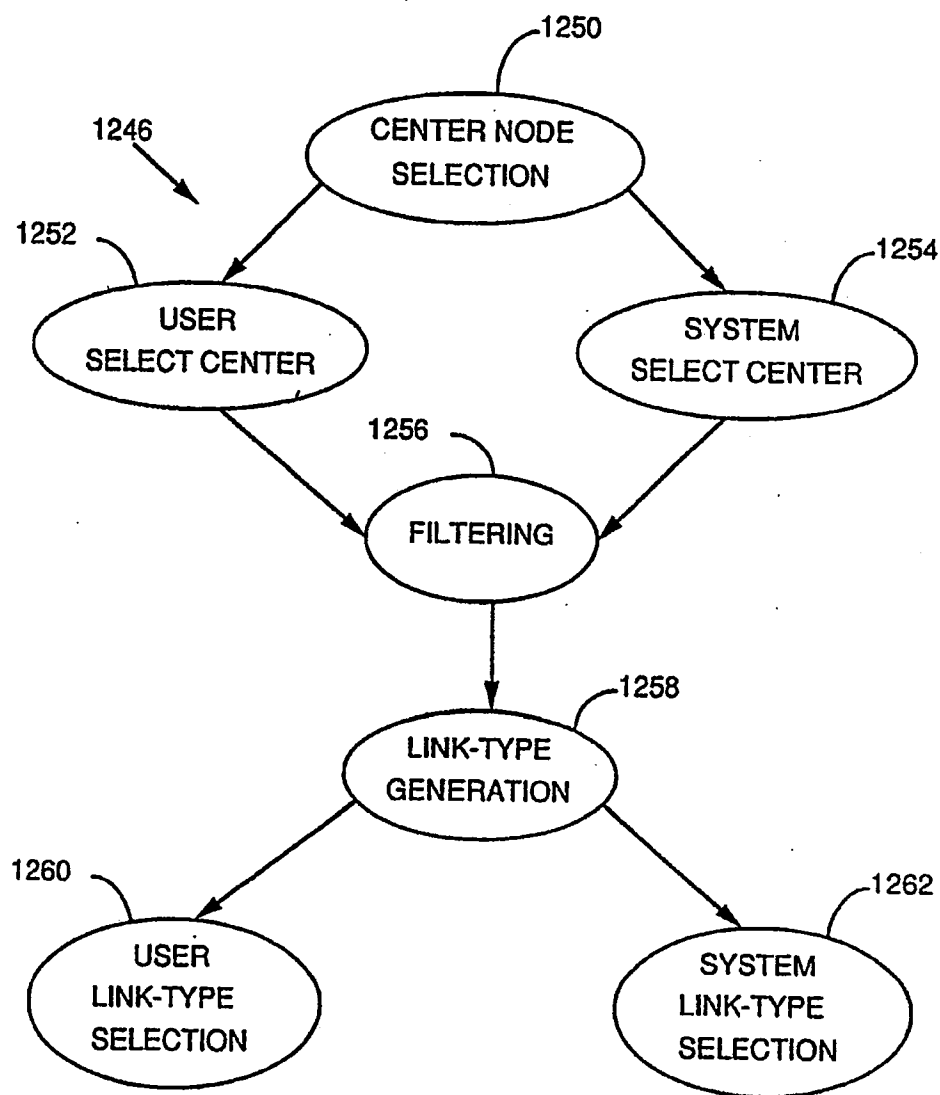 1250
CENTER NODE
SELECTION
1246
1252
USER
SELECT CENTER
1254
SYSTEM
SELECT CENTER
1256
FILTERING
1258
LINK-TYPE
GENERATION
1260
USER
LINK-TYPE
SELECTION
1262
SYSTEM
LINK-TYPE
SELECTION